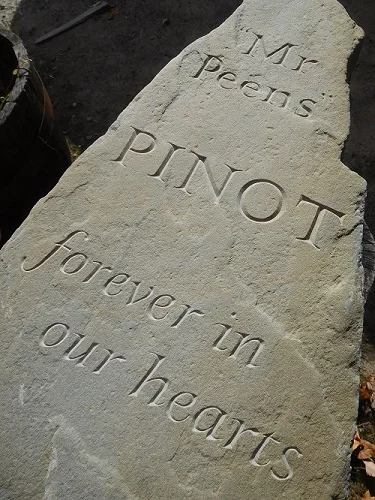 "Mr
Peens"
PINOT
forever in
our hearts